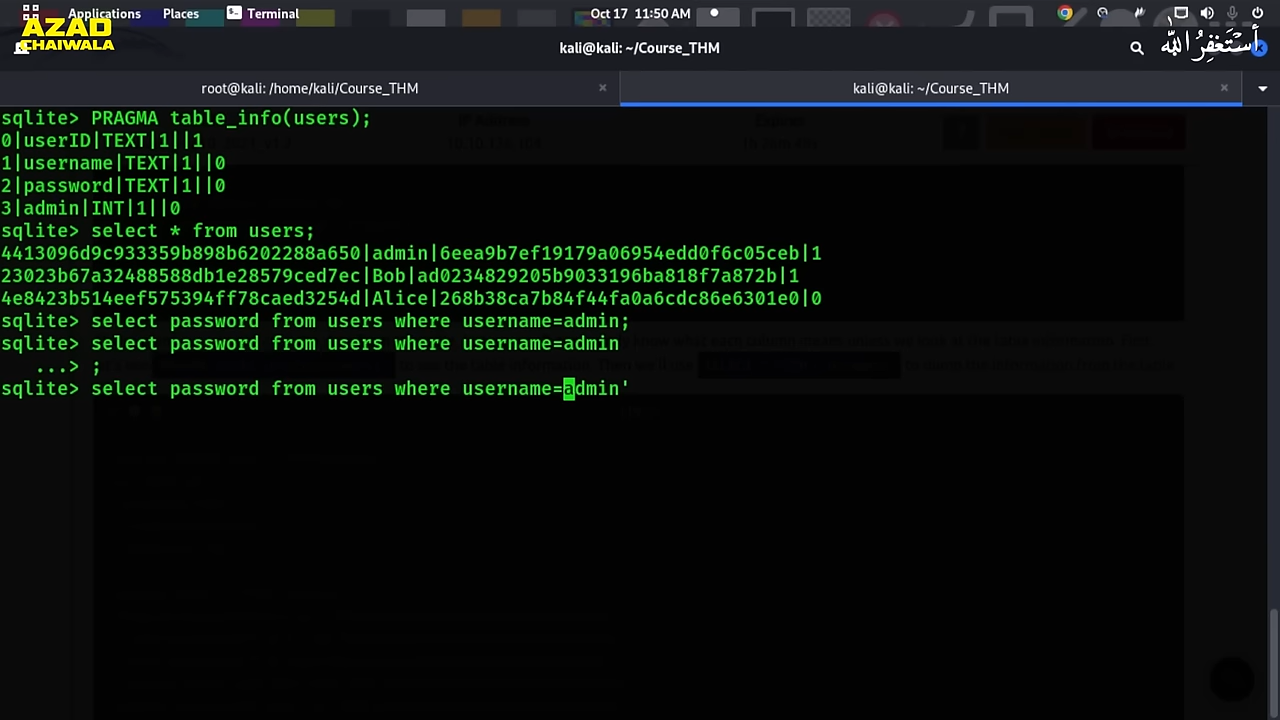 Applications Places Terminal Oct 17 11:50 AM
AZAD
CHAIWALA
kali@kali: ~/Course_THM
أستغفر الله
root@kali: /home/kali/Course_THM × kali@kali: ~/Course_THM ×
sqlite> PRAGMA table_info(users);
0|userID|TEXT|1||1
1|username|TEXT|1||0
2|password|TEXT|1||0
3|admin|INT|1||0
sqlite> select * from users;
4413096d9c933359b898b6202288a650|admin|6eea9b7ef19179a06954edd0f6c05ceb|1
23023b67a32488588db1e28579ced7ec|Bob|ad0234829205b9033196ba818f7a872b|1
4e8423b514eef575394ff78caed3254d|Alice|268b38ca7b84f44fa0a6cdc86e6301e0|0
sqlite> select password from users where username=admin;
sqlite> select password from users where username=admin
...> ;
sqlite> select password from users where username=admin'